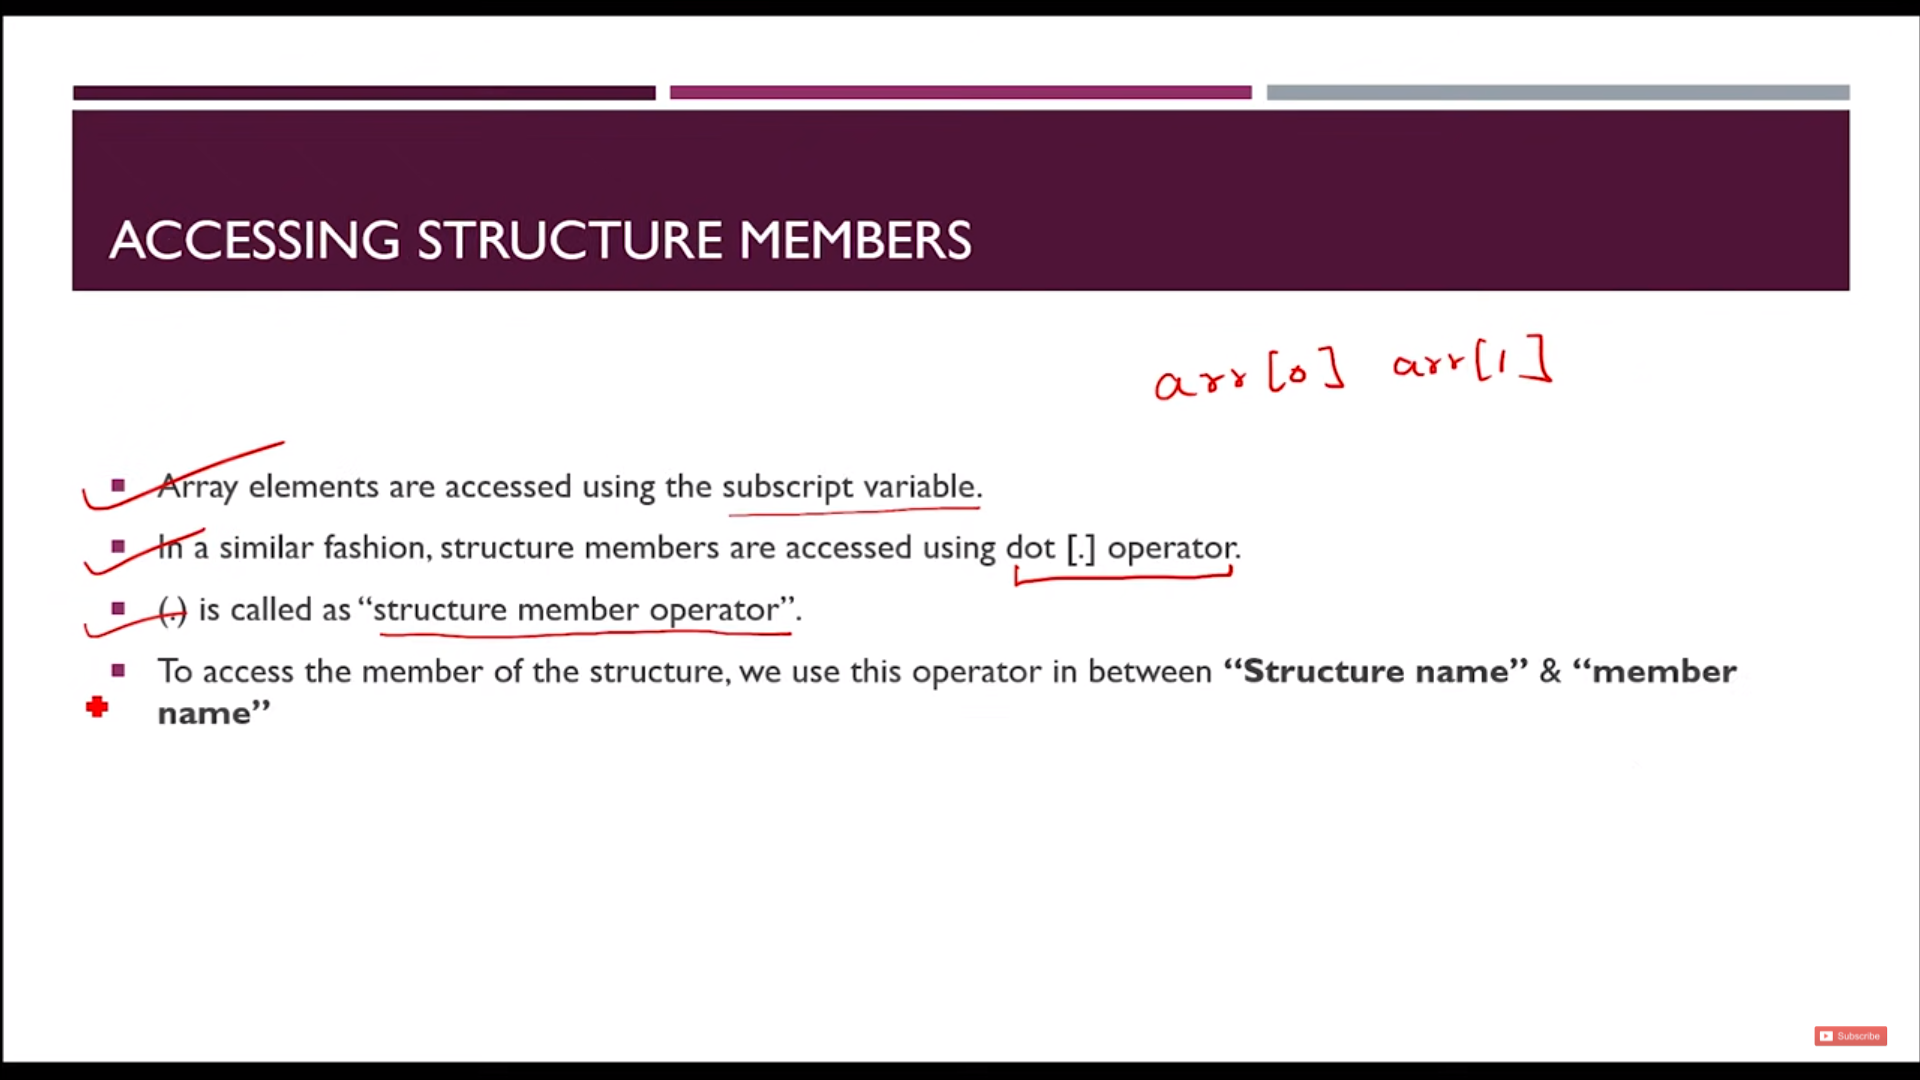 ACCESSING STRUCTURE MEMBERS
arr[0] arr[1]
Array elements are accessed using the subscript variable.
In a similar fashion, structure members are accessed using dot [.] operator.
(.) is called as “structure member operator”.
To access the member of the structure, we use this operator in between “Structure name” & “member
name”
Subscribe